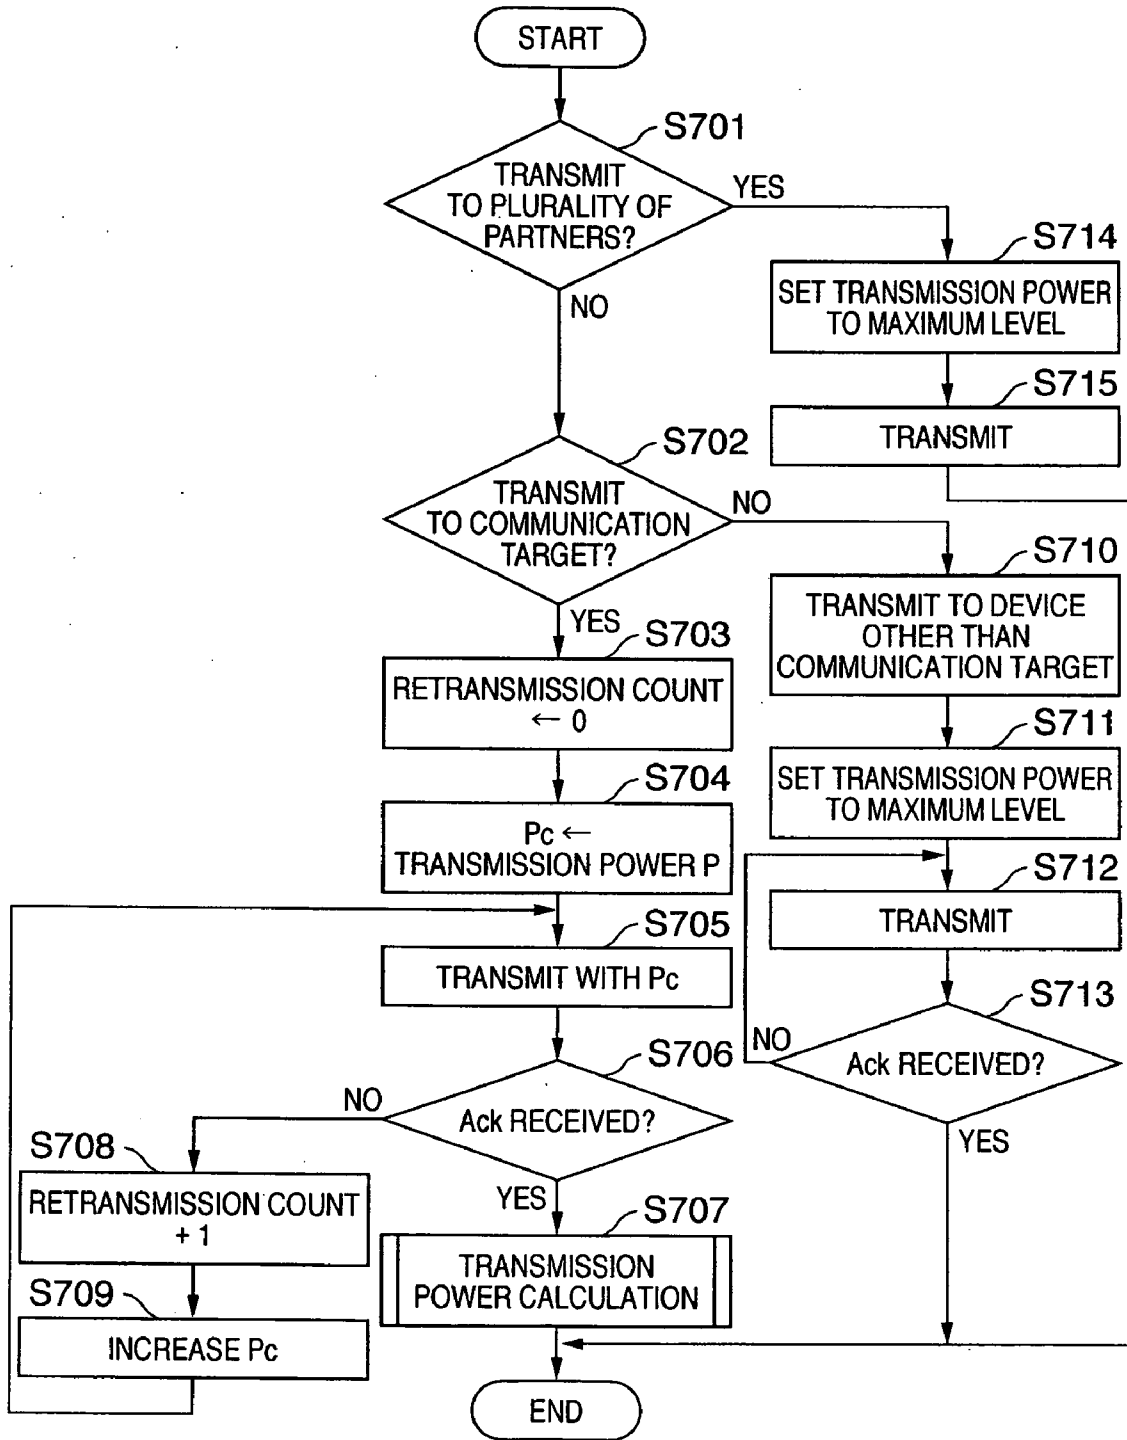 START
S701
TRANSMIT
TO PLURALITY OF
PARTNERS?
YES
NO
S714
SET TRANSMISSION POWER
TO MAXIMUM LEVEL
S715
TRANSMIT
S702
TRANSMIT
TO COMMUNICATION
TARGET?
NO
YES
S710
TRANSMIT TO DEVICE
OTHER THAN
COMMUNICATION TARGET
S703
RETRANSMISSION COUNT
← 0
S711
SET TRANSMISSION POWER
TO MAXIMUM LEVEL
S704
Pc ←
TRANSMISSION POWER P
S712
TRANSMIT
S705
TRANSMIT WITH Pc
S713
Ack RECEIVED?
NO
YES
S706
Ack RECEIVED?
NO
YES
S708
RETRANSMISSION COUNT
+ 1
S707
TRANSMISSION
POWER CALCULATION
S709
INCREASE Pc
END